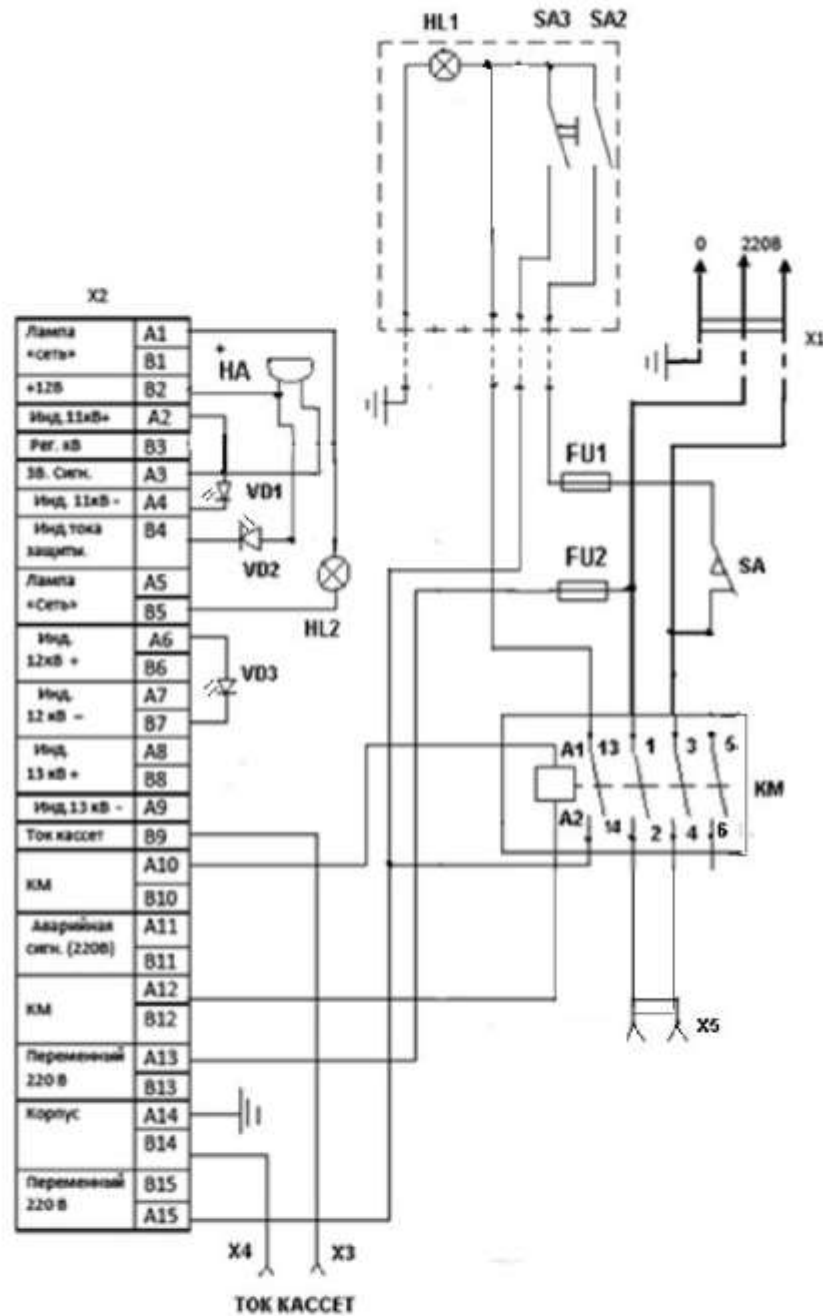 HL1 SA3 SA2
0 220В
X1
X2
Лампа «сеть» A1
B1
+12В B2
Инд.11кВ+ A2
Рег. кВ B3
ЗВ. Сигн. A3
Инд. 11кВ - A4
Инд тока защиты. B4
Лампа «Сеть» A5
B5
Инд. 12кВ + A6
B6
Инд. 12 кВ - A7
B7
Инд. 13 кВ + A8
B8
Инд.13 кВ - A9
Ток кассет B9
КМ A10
B10
Аварийная сигн. (220В) A11
B11
КМ A12
B12
Переменный 220 В A13
B13
Корпус A14
B14
Переменный 220 В B15
A15
+
HA
VD1
VD2
HL2
VD3
FU1
FU2
SA
A1 13 1 3 5
KM
A2 14 2 4 6
X5
X4 X3
ТОК КАССЕТ